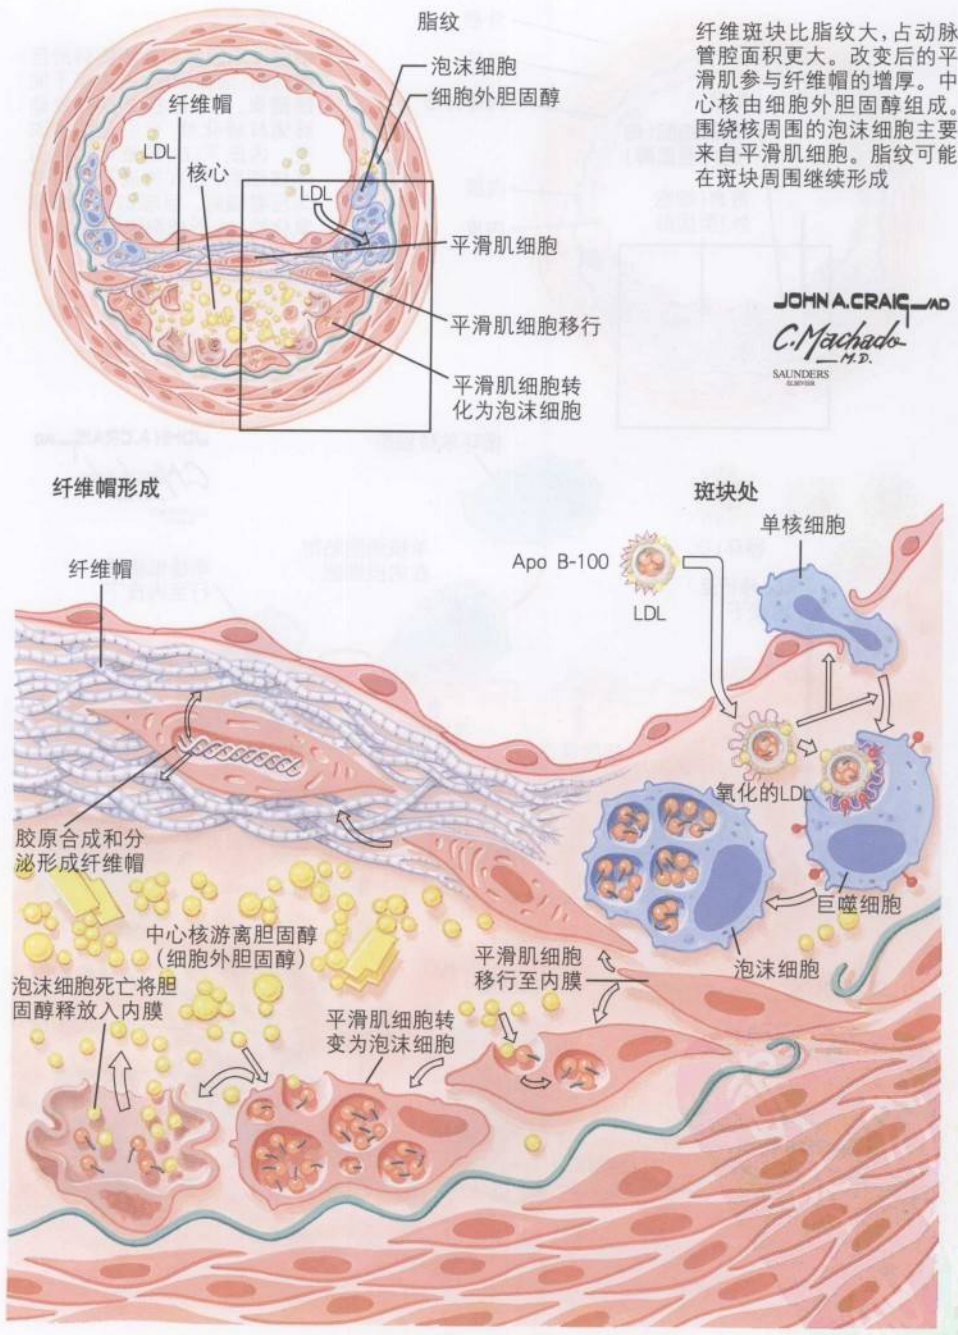 脂纹
泡沫细胞
细胞外胆固醇
纤维帽
LDL
核心
LDL
平滑肌细胞
平滑肌细胞移行
平滑肌细胞转
化为泡沫细胞
纤维斑块比脂纹大，占动脉
管腔面积更大。改变后的平
滑肌参与纤维帽的增厚。中
心核由细胞外胆固醇组成。
围绕核周围的泡沫细胞主要
来自平滑肌细胞。脂纹可能
在斑块周围继续形成
JOHN A. CRAIG—AD
C. Machado
—M.D.
SAUNDERS
ELSEVIER
纤维帽形成
斑块处
纤维帽
Apo B-100
LDL
单核细胞
氧化的LDL
胶原合成和分
泌形成纤维帽
巨噬细胞
泡沫细胞
中心核游离胆固醇
（细胞外胆固醇）
平滑肌细胞
移行至内膜
泡沫细胞死亡将胆
固醇释放入内膜
平滑肌细胞转
变为泡沫细胞